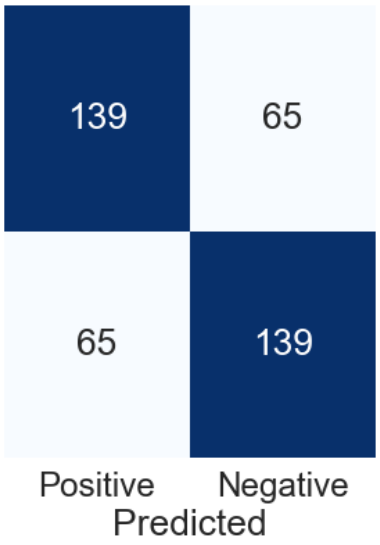 139 65
65 139
Positive Negative
Predicted